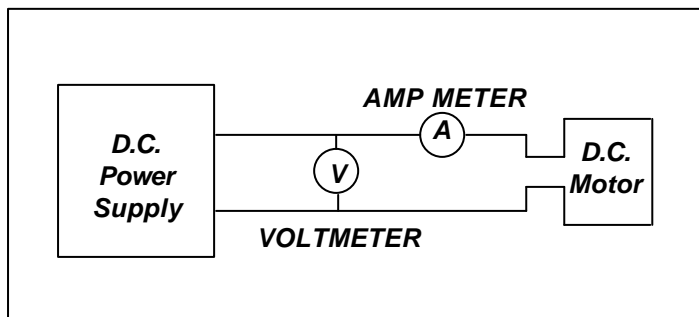 AMP METER
A
D.C.
Power
Supply
V
D.C.
Motor
VOLTMETER